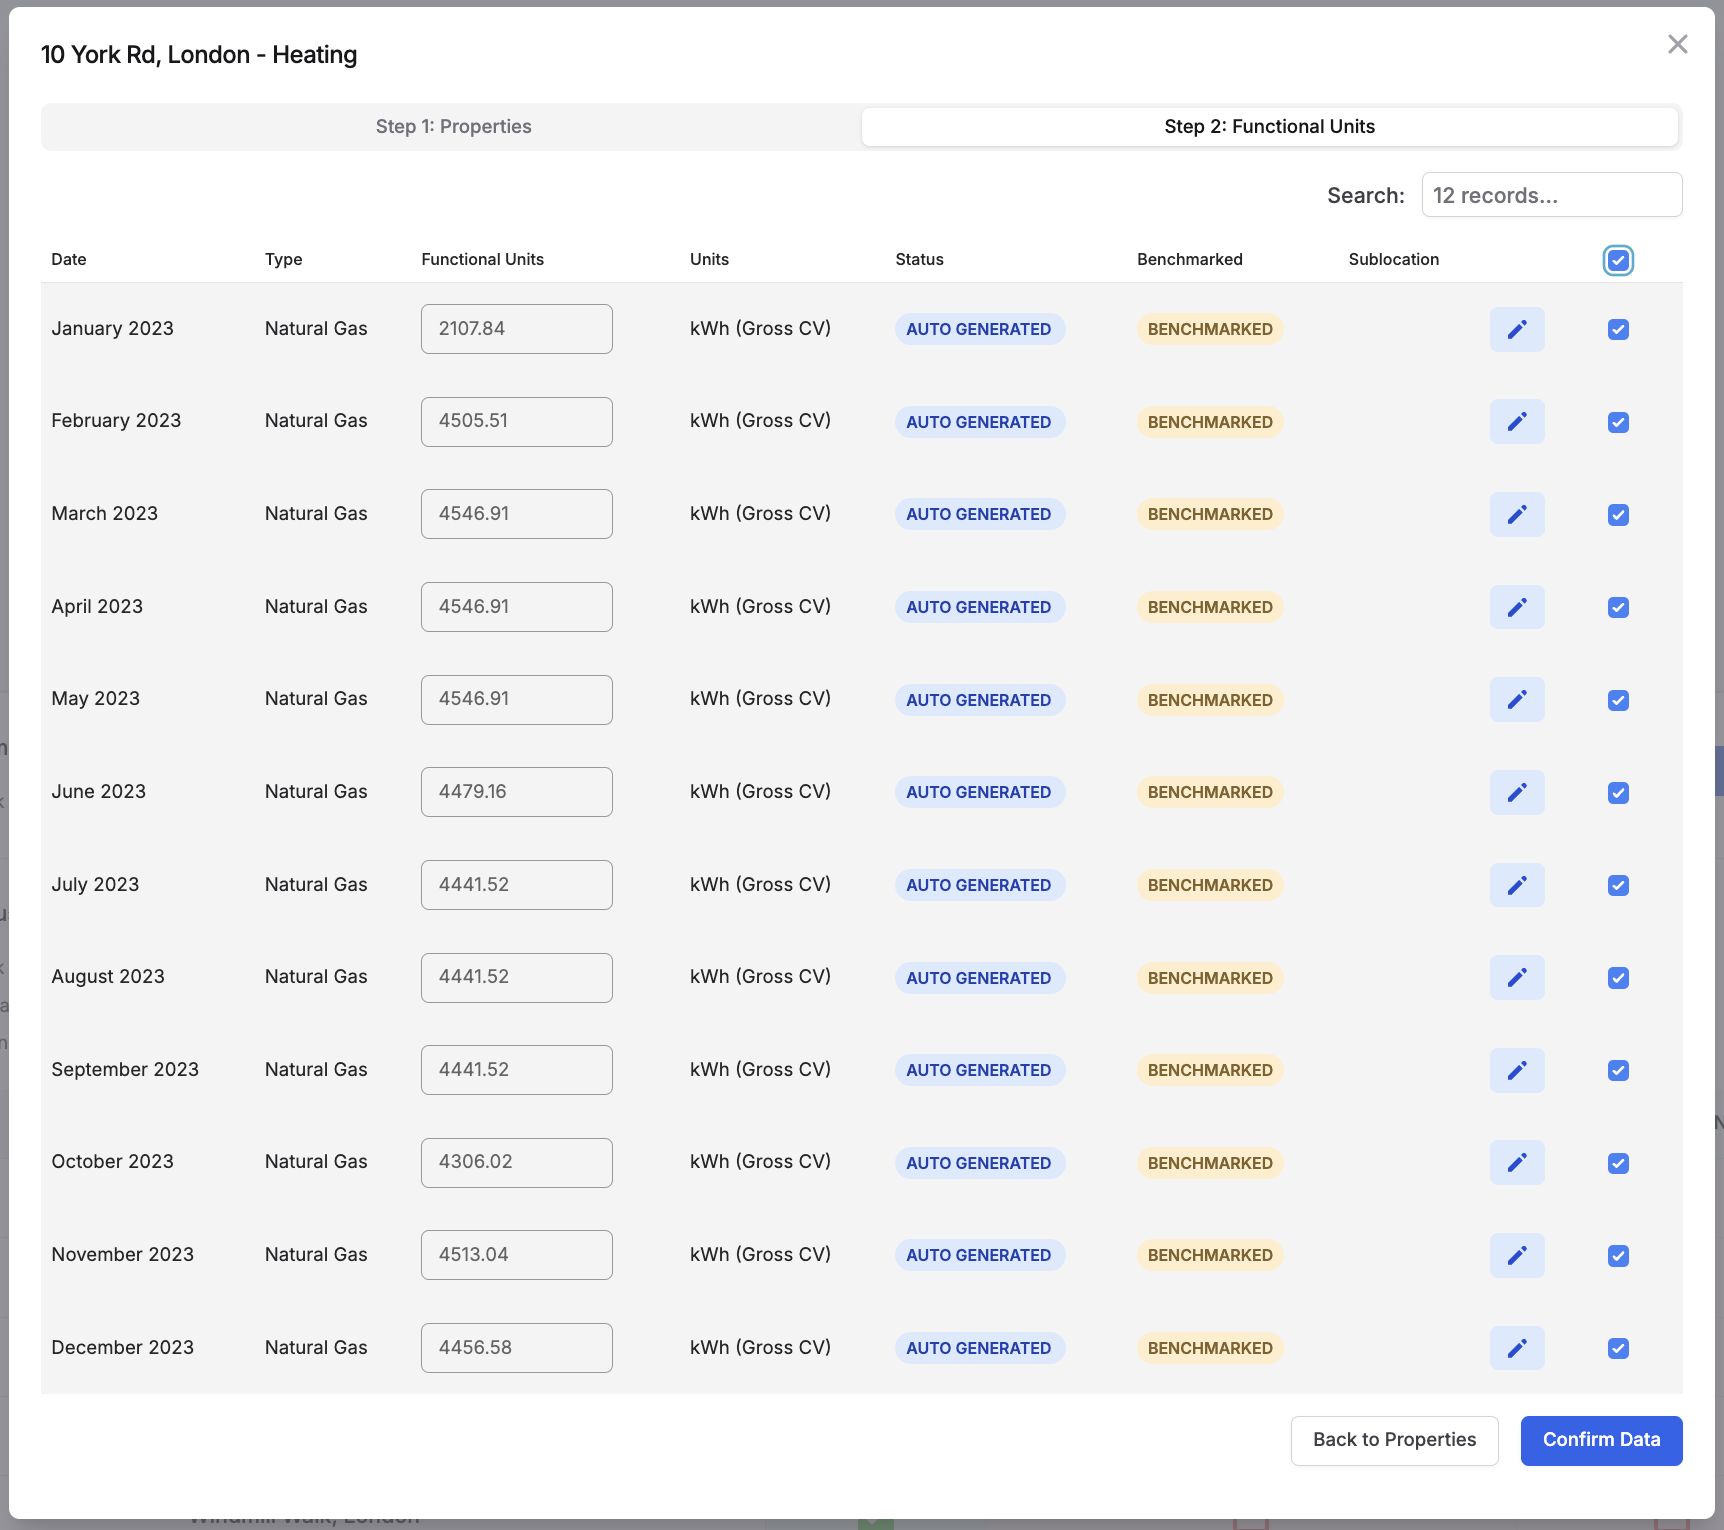 10 York Rd, London - Heating
Step 1: Properties Step 2: Functional Units
Search: 12 records...
Date Type Functional Units Units Status Benchmarked Sublocation
January 2023 Natural Gas 2107.84 kWh (Gross CV) AUTO GENERATED BENCHMARKED
February 2023 Natural Gas 4505.51 kWh (Gross CV) AUTO GENERATED BENCHMARKED
March 2023 Natural Gas 4546.91 kWh (Gross CV) AUTO GENERATED BENCHMARKED
April 2023 Natural Gas 4546.91 kWh (Gross CV) AUTO GENERATED BENCHMARKED
May 2023 Natural Gas 4546.91 kWh (Gross CV) AUTO GENERATED BENCHMARKED
June 2023 Natural Gas 4479.16 kWh (Gross CV) AUTO GENERATED BENCHMARKED
July 2023 Natural Gas 4441.52 kWh (Gross CV) AUTO GENERATED BENCHMARKED
August 2023 Natural Gas 4441.52 kWh (Gross CV) AUTO GENERATED BENCHMARKED
September 2023 Natural Gas 4441.52 kWh (Gross CV) AUTO GENERATED BENCHMARKED
October 2023 Natural Gas 4306.02 kWh (Gross CV) AUTO GENERATED BENCHMARKED
November 2023 Natural Gas 4513.04 kWh (Gross CV) AUTO GENERATED BENCHMARKED
December 2023 Natural Gas 4456.58 kWh (Gross CV) AUTO GENERATED BENCHMARKED
Back to Properties Confirm Data
Windmill Walk, London